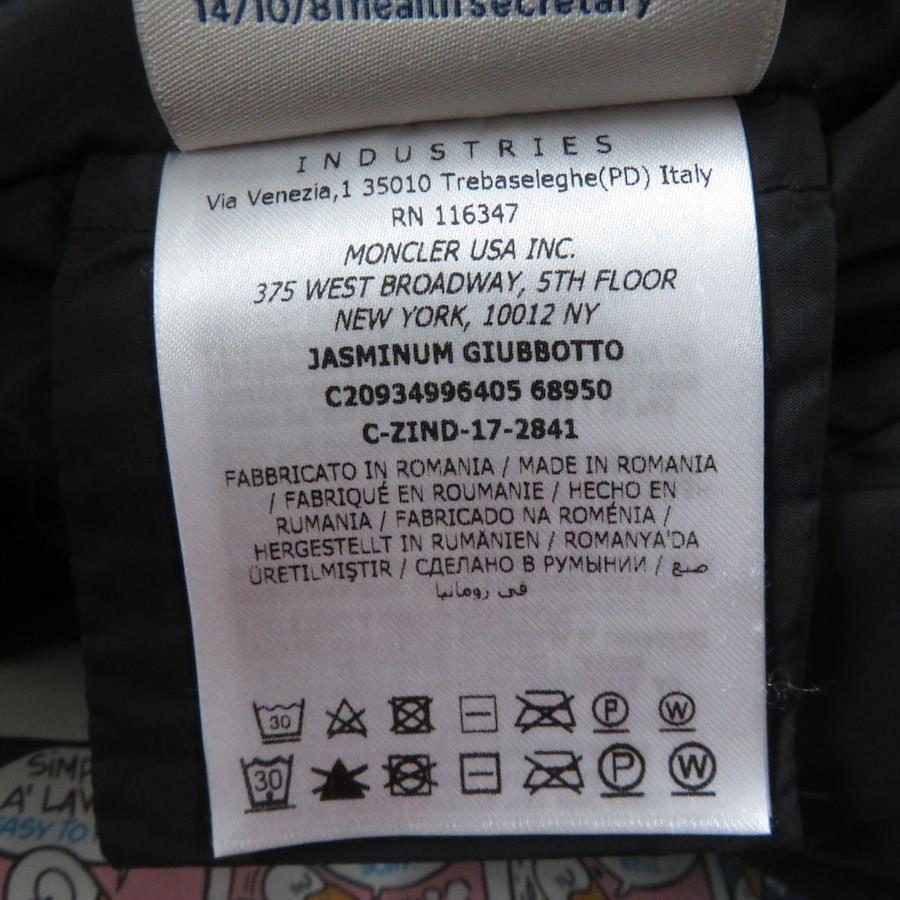 14/10/81healthsecretary
INDUSTRIES
Via Venezia,1 35010 Trebaseleghe(PD) Italy
RN 116347
MONCLER USA INC.
375 WEST BROADWAY, 5TH FLOOR
NEW YORK, 10012 NY
JASMINUM GIUBBOTTO
C20934996405 68950
C-ZIND-17-2841
FABBRICATO IN ROMANIA / MADE IN ROMANIA
/ FABRIQUÉ EN ROUMANIE / HECHO EN
RUMANIA / FABRICADO NA ROMÉNIA /
HERGESTELLT IN RUMÄNIEN / ROMANYA'DA
ÜRETILMIŞTIR / СДЕЛАНО В РУМЫНИИ / صنع
في رومانيا
30 P W
30 P W
SiMP
A' LAV
EASY TO